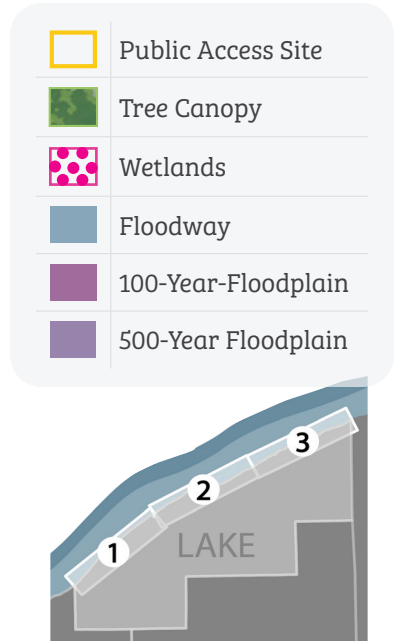 Public Access Site
Tree Canopy
Wetlands
Floodway
100-Year-Floodplain
500-Year Floodplain
3
2
1
LAKE